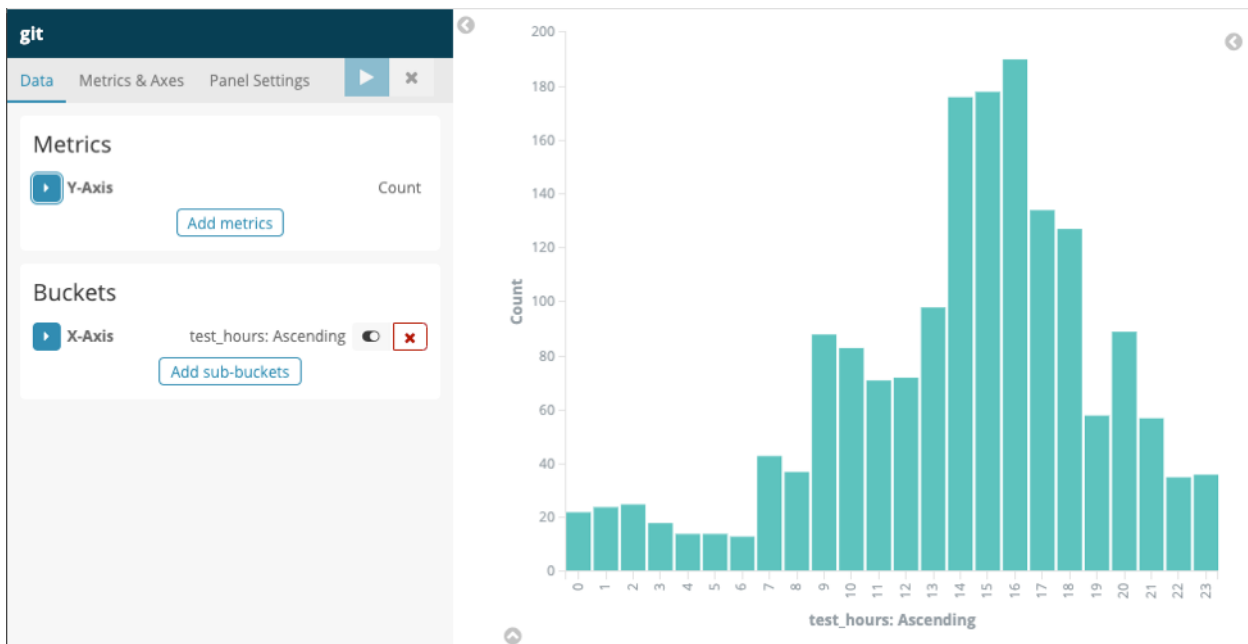 git
Data Metrics & Axes Panel Settings
Metrics
Y-Axis Count
Add metrics
Buckets
X-Axis test_hours: Ascending
Add sub-buckets
200
180
160
140
120
100
80
60
40
20
0
Count
0 1 2 3 4 5 6 7 8 9 10 11 12 13 14 15 16 17 18 19 20 21 22 23
test_hours: Ascending